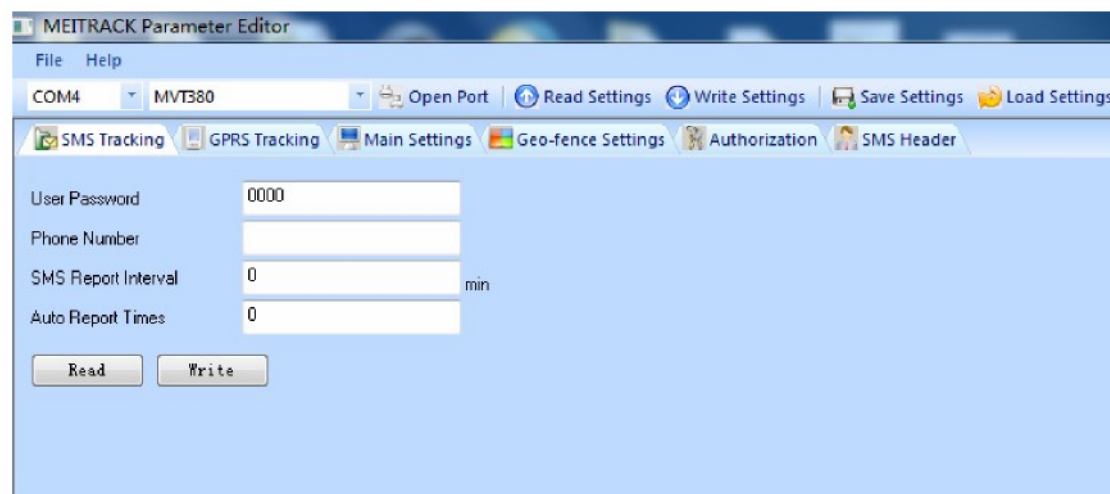 MEITRACK Parameter Editor
File Help
COM4 MVT380 Open Port Read Settings Write Settings Save Settings Load Settings
SMS Tracking GPRS Tracking Main Settings Geo-fence Settings Authorization SMS Header
User Password 0000
Phone Number
SMS Report Interval 0 min
Auto Report Times 0
Read Write